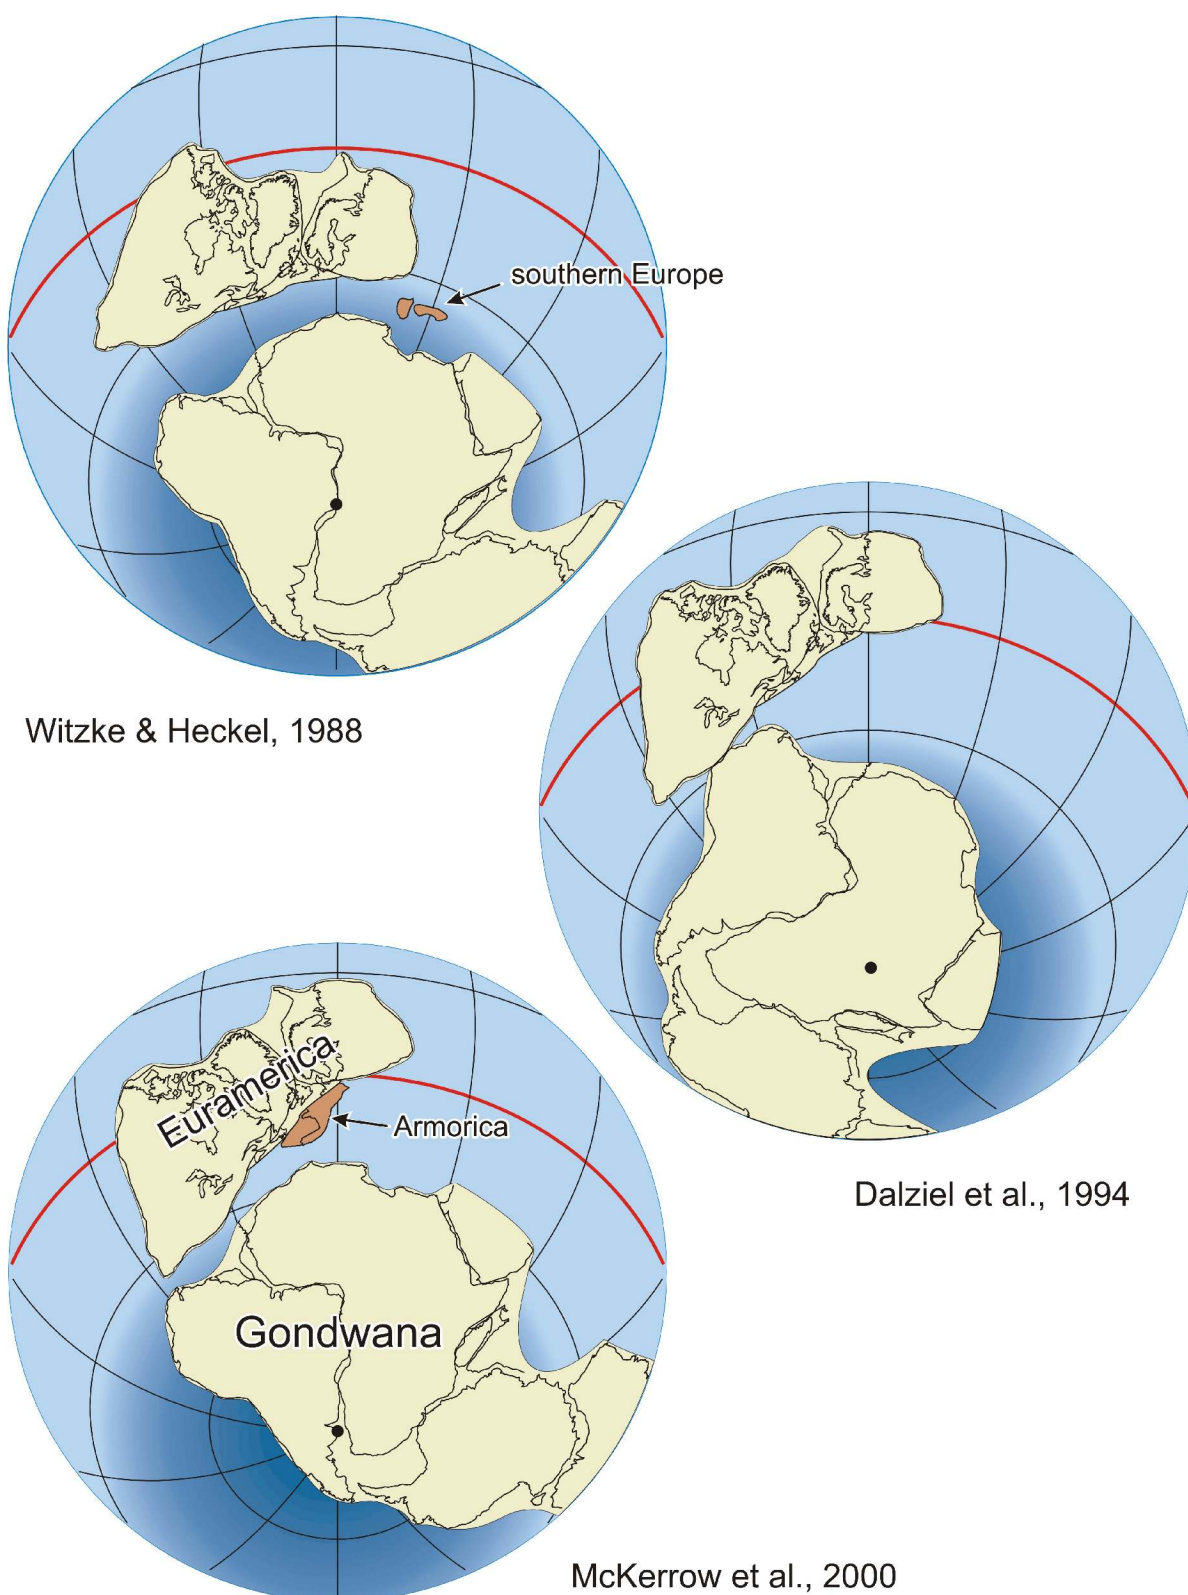 southern Europe
Witzke & Heckel, 1988
Dalziel et al., 1994
Euramerica
Armorica
Gondwana
McKerrow et al., 2000